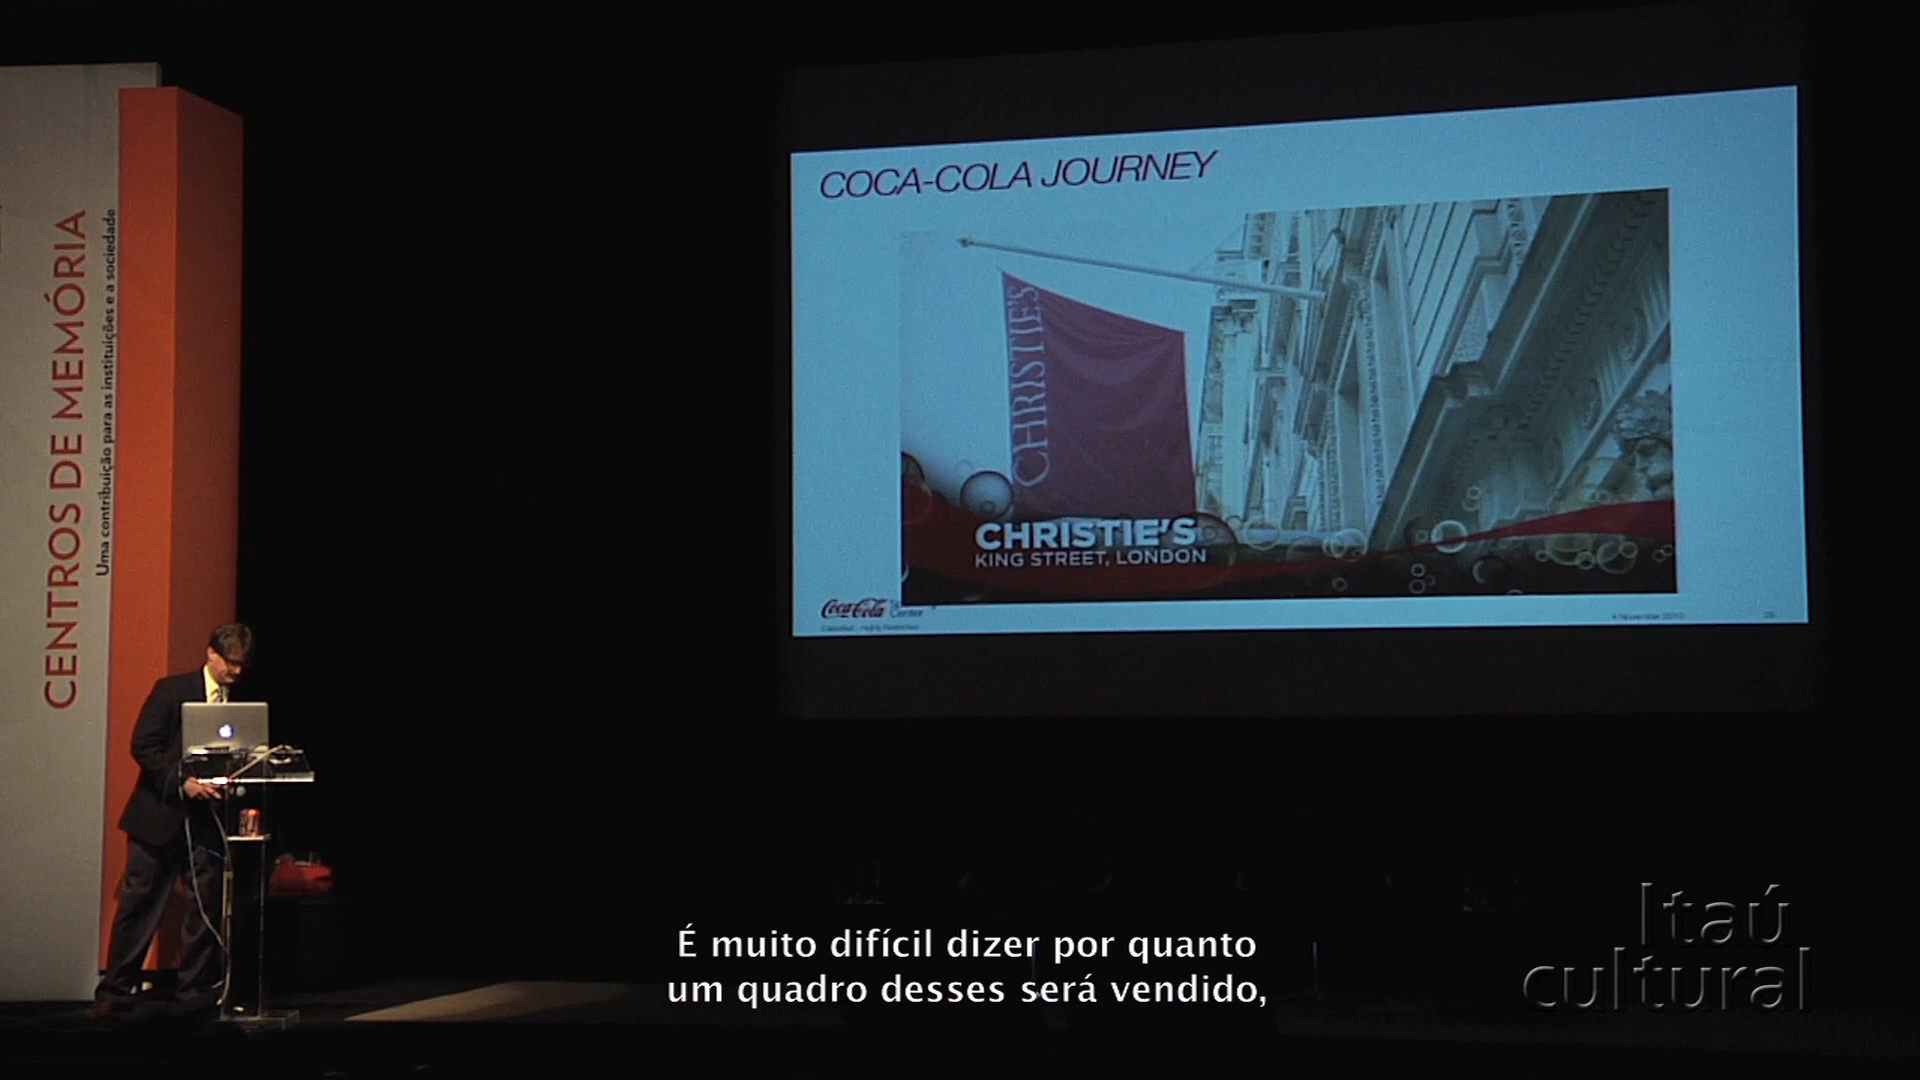 CENTROS DE MEMÓRIA
Uma contribuição para as instituições e a sociedade
COCA-COLA JOURNEY
CHRISTIE'S
CHRISTIE'S
KING STREET, LONDON
Coca-Cola
Center
É muito difícil dizer por quanto
um quadro desses será vendido,
Itaú
cultural